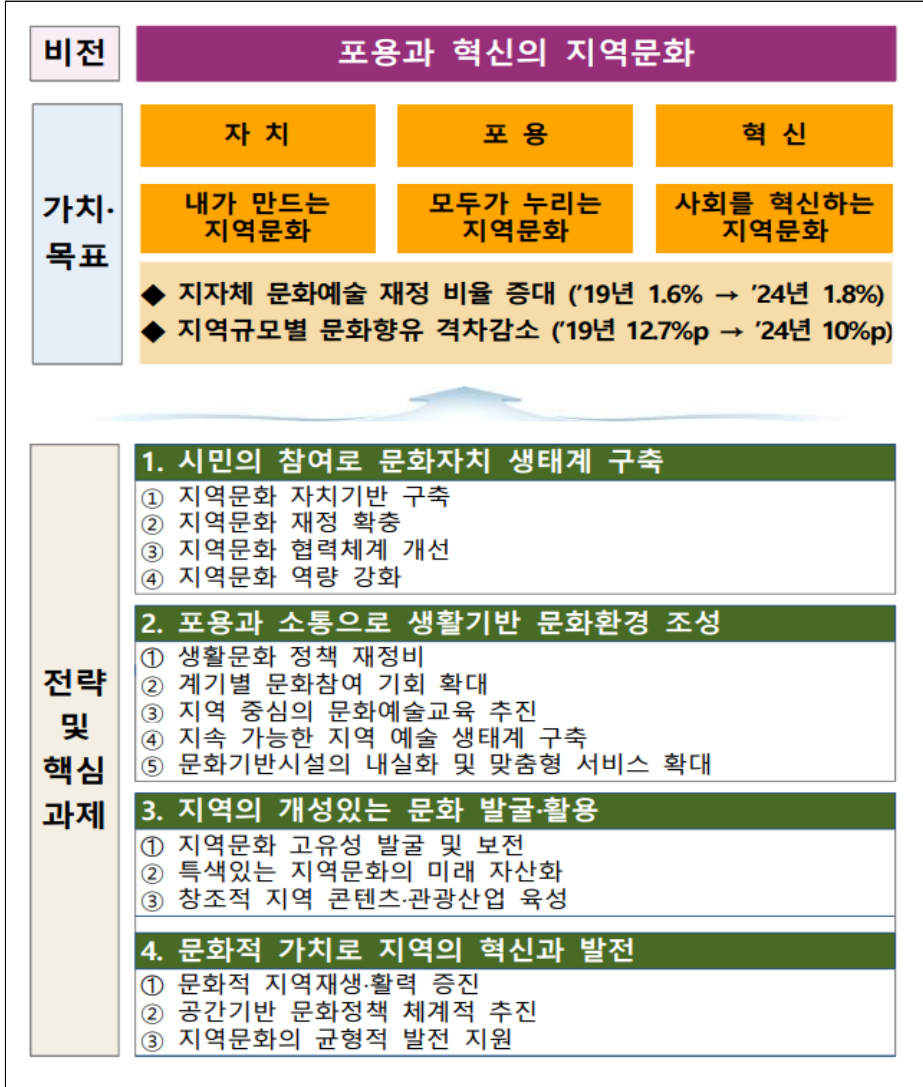 비전
포용과 혁신의 지역문화
가치·
목표
자 치
포 용
혁 신
내가 만드는
지역문화
모두가 누리는
지역문화
사회를 혁신하는
지역문화
◆ 지자체 문화예술 재정 비율 증대 (’19년 1.6% → ’24년 1.8%)
◆ 지역규모별 문화향유 격차감소 (’19년 12.7%p → ’24년 10%p)
전략
및
핵심
과제
1. 시민의 참여로 문화자치 생태계 구축
① 지역문화 자치기반 구축
② 지역문화 재정 확충
③ 지역문화 협력체계 개선
④ 지역문화 역량 강화
2. 포용과 소통으로 생활기반 문화환경 조성
① 생활문화 정책 재정비
② 계기별 문화참여 기회 확대
③ 지역 중심의 문화예술교육 추진
④ 지속 가능한 지역 예술 생태계 구축
⑤ 문화기반시설의 내실화 및 맞춤형 서비스 확대
3. 지역의 개성있는 문화 발굴·활용
① 지역문화 고유성 발굴 및 보전
② 특색있는 지역문화의 미래 자산화
③ 창조적 지역 콘텐츠·관광산업 육성
4. 문화적 가치로 지역의 혁신과 발전
① 문화적 지역재생·활력 증진
② 공간기반 문화정책 체계적 추진
③ 지역문화의 균형적 발전 지원